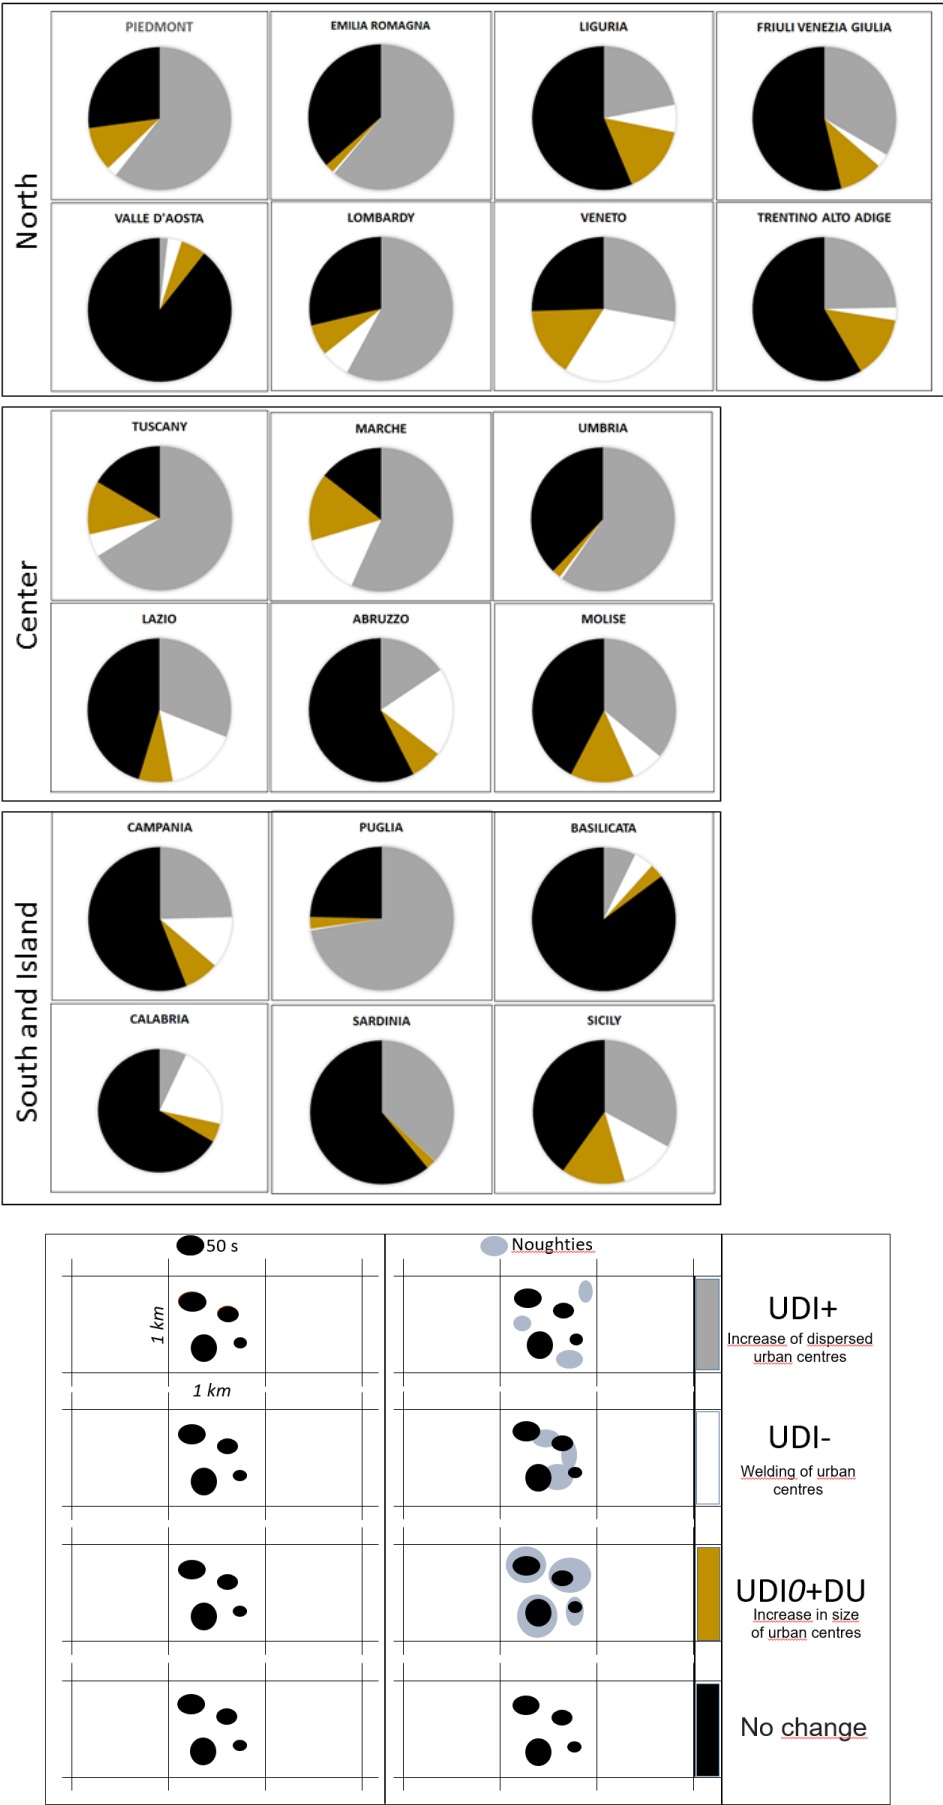 North
PIEDMONT
EMILIA ROMAGNA
LIGURIA
FRIULI VENEZIA GIULIA
VALLE D'AOSTA
LOMBARDY
VENETO
TRENTINO ALTO ADIGE
Center
TUSCANY
MARCHE
UMBRIA
LAZIO
ABRUZZO
MOLISE
South and Island
CAMPANIA
PUGLIA
BASILICATA
CALABRIA
SARDINIA
SICILY
50 s
Noughties
1 km
1 km
UDI+
Increase of dispersed
urban centres
UDI-
Welding of urban
centres
UDI0+DU
Increase in size
of urban centres
No change